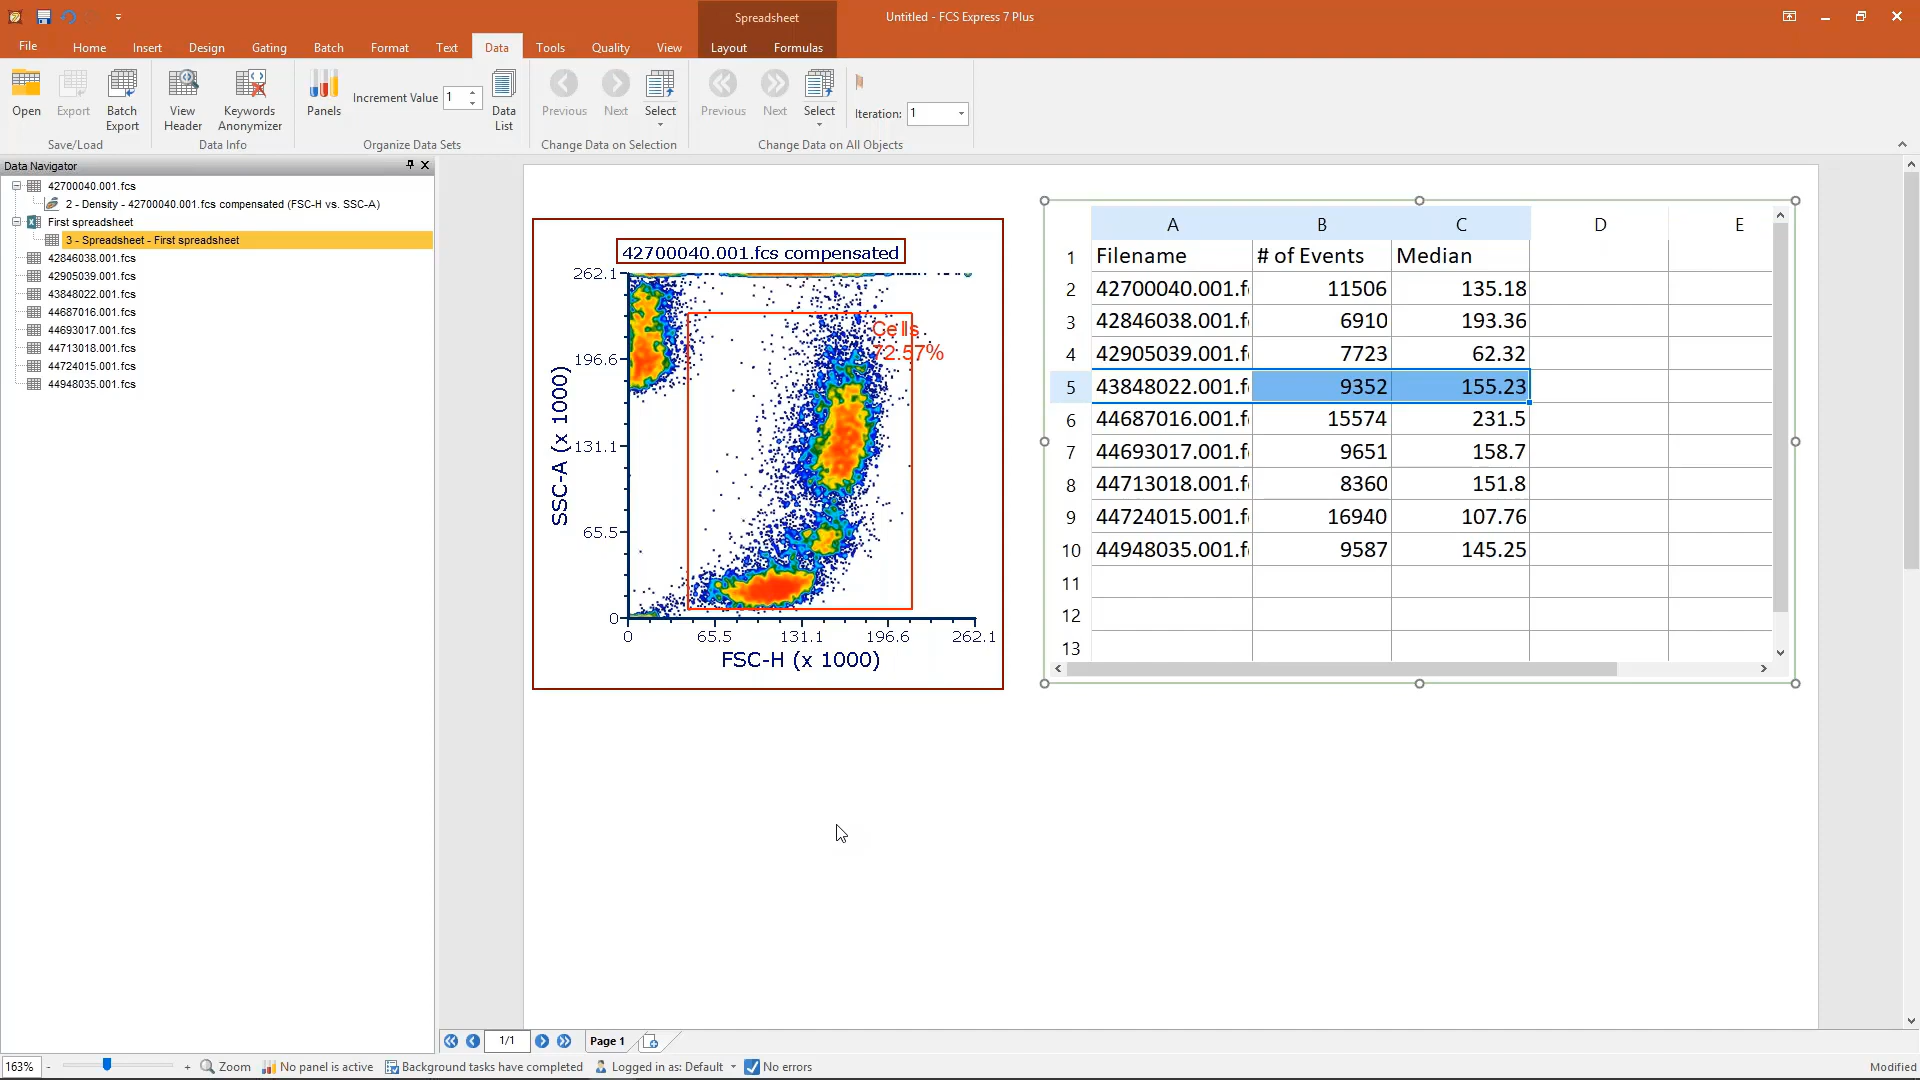 Spreadsheet
Untitled - FCS Express 7 Plus
File Home Insert Design Gating Batch Format Text Data Tools Quality View Layout Formulas
Open Export Batch Export View Header Keywords Anonymizer Panels Increment Value 1 Data List Previous Next Select Previous Next Select Iteration: 1
Save/Load Data Info Organize Data Sets Change Data on Selection Change Data on All Objects
Data Navigator
42700040.001.fcs
2 - Density - 42700040.001.fcs compensated (FSC-H vs. SSC-A)
First spreadsheet
3 - Spreadsheet - First spreadsheet
42846038.001.fcs
42905039.001.fcs
43848022.001.fcs
44687016.001.fcs
44693017.001.fcs
44713018.001.fcs
44724015.001.fcs
44948035.001.fcs
42700040.001.fcs compensated
262.1
196.6
131.1
65.5
0
SSC-A (x 1000)
Cells
72.57%
0 65.5 131.1 196.6 262.1
FSC-H (x 1000)
A B C D E
1 Filename # of Events Median
2 42700040.001.f 11506 135.18
3 42846038.001.f 6910 193.36
4 42905039.001.f 7723 62.32
5 43848022.001.f 9352 155.23
6 44687016.001.f 15574 231.5
7 44693017.001.f 9651 158.7
8 44713018.001.f 8360 151.8
9 44724015.001.f 16940 107.76
10 44948035.001.f 9587 145.25
11
12
13
1/1 Page 1
163% - + Zoom No panel is active Background tasks have completed Logged in as: Default No errors Modified